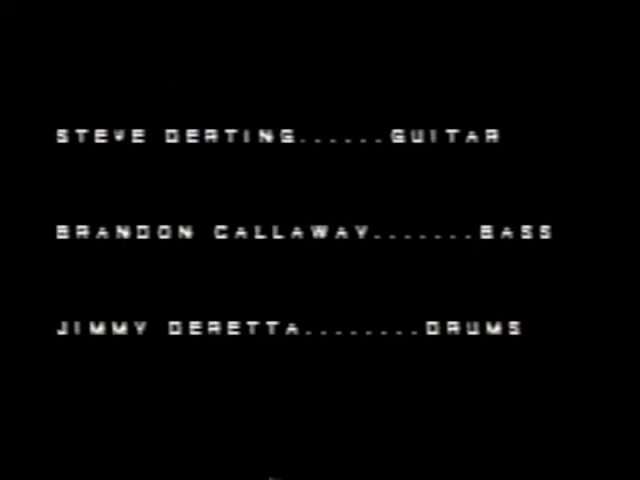 STEVE DERTING......GUITAR
BRANDON CALLAWAY.......BASS
JIMMY DERETTA........DRUMS